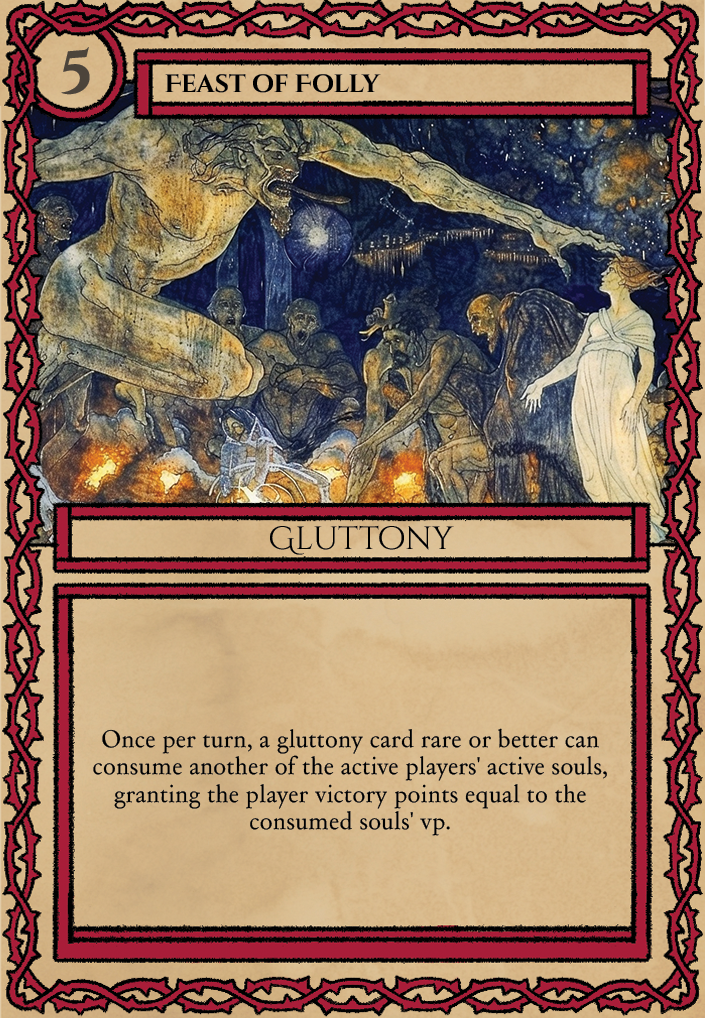 5
Feast of Folly
Gluttony
Once per turn, a gluttony card rare or better can
consume another of the active players' active souls,
granting the player victory points equal to the
consumed souls' vp.